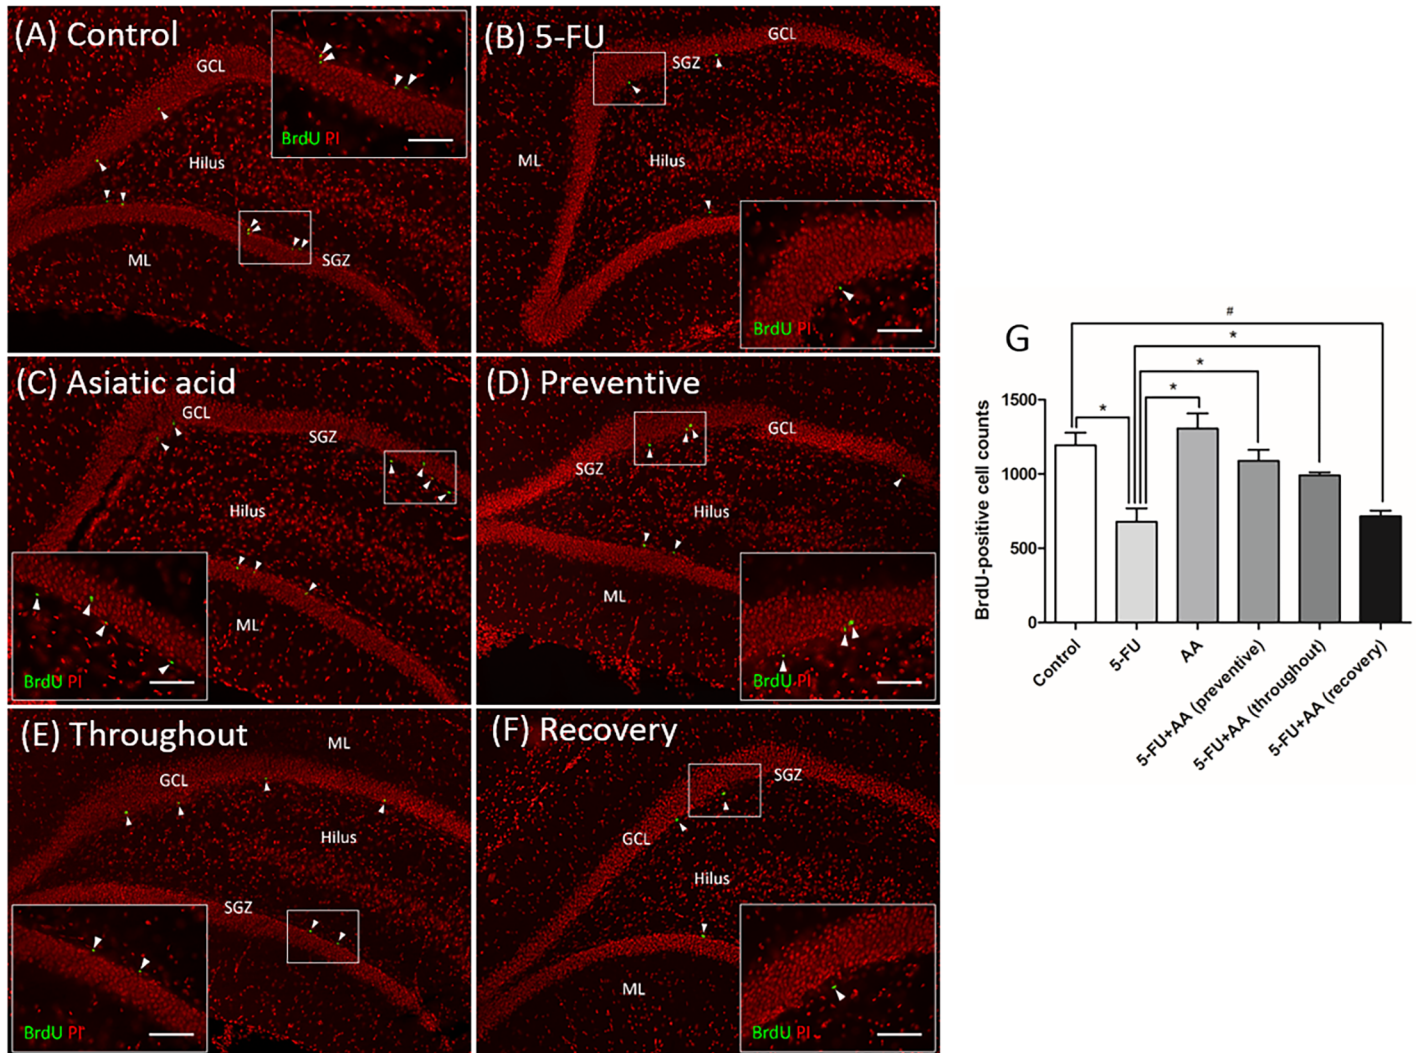 (A) Control
GCL
Hilus
ML
SGZ
BrdU PI
(B) 5-FU
GCL
SGZ
ML
Hilus
BrdU PI
(C) Asiatic acid
GCL
SGZ
Hilus
ML
BrdU PI
(D) Preventive
GCL
SGZ
Hilus
ML
BrdU PI
(E) Throughout
ML
GCL
Hilus
SGZ
BrdU PI
(F) Recovery
SGZ
GCL
Hilus
ML
BrdU PI
G
#
*
*
*
*
BrdU-positive cell counts
1500
1000
500
0
Control
5-FU
AA
5-FU+AA (preventive)
5-FU+AA (throughout)
5-FU+AA (recovery)